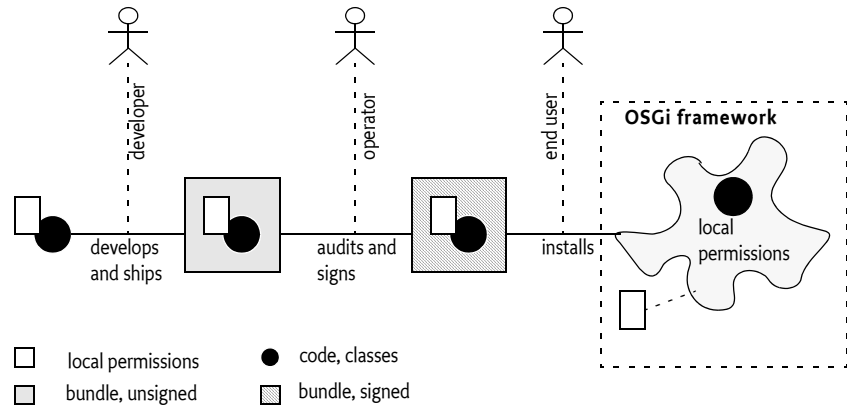 developer
operator
end user
OSGi framework
local
permissions
develops
and ships
audits and
signs
installs
local permissions
code, classes
bundle, unsigned
bundle, signed